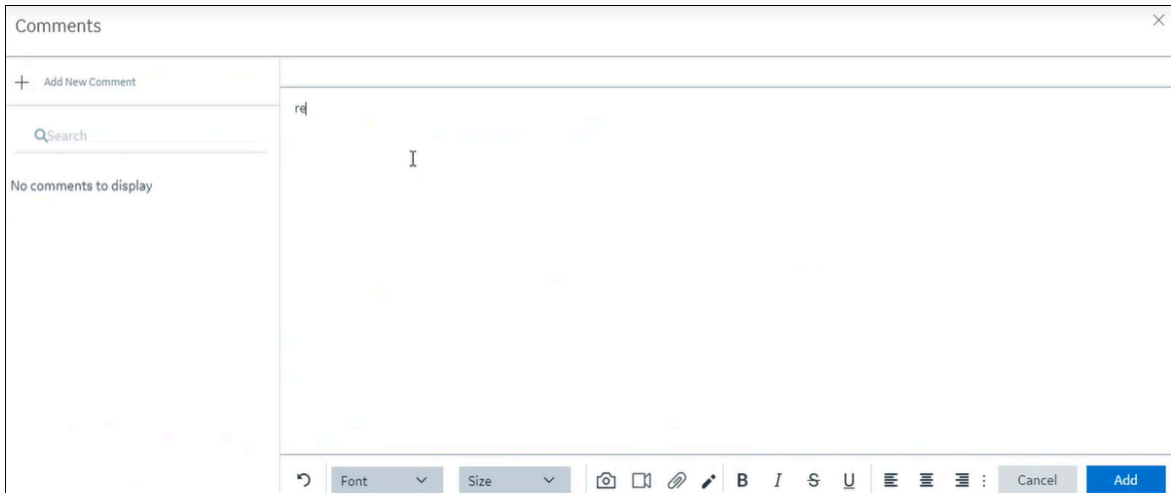 Comments
Add New Comment
re
Search
No comments to display
Font
Size
B I S U
Cancel
Add